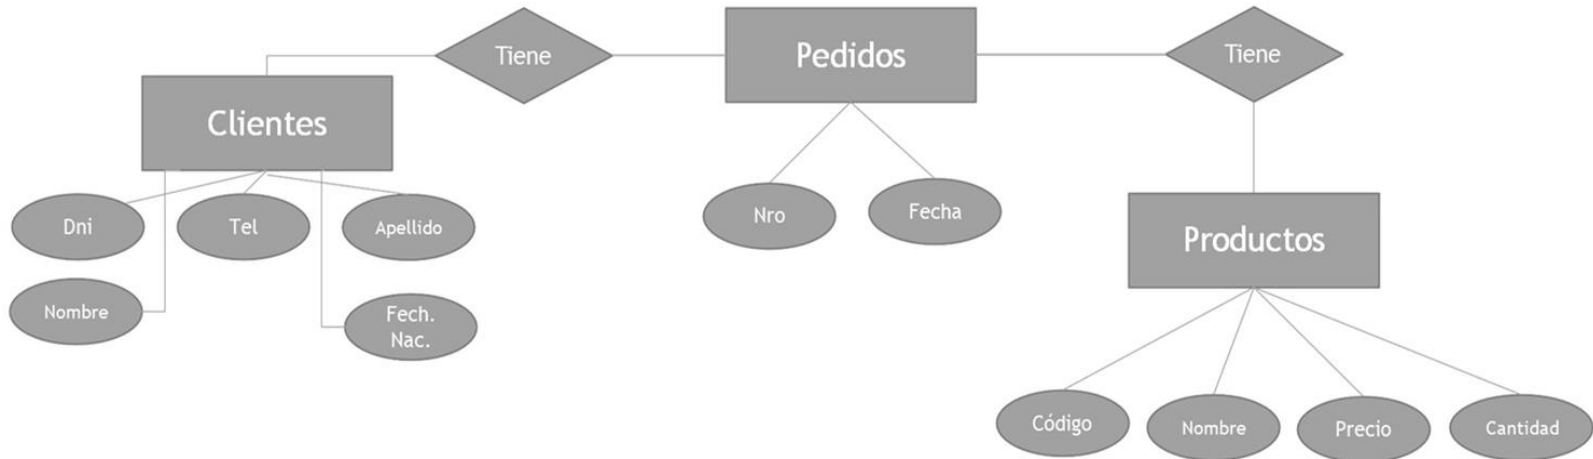 Tiene
Pedidos
Tiene
Clientes
Dni
Tel
Apellido
Nro
Fecha
Productos
Nombre
Fech.
Nac.
Código
Nombre
Precio
Cantidad